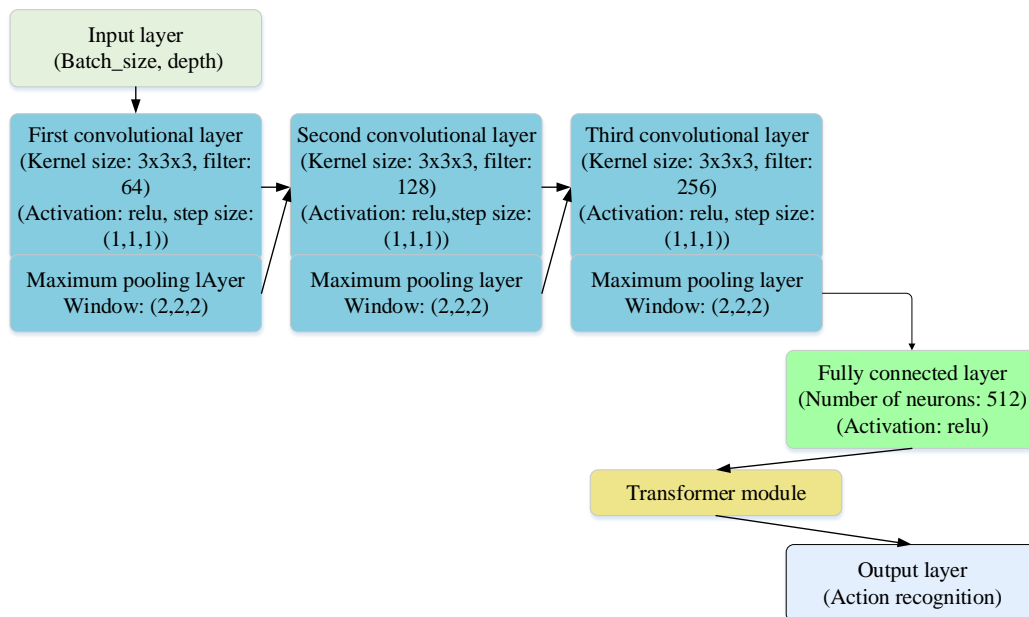 Input layer
(Batch_size, depth)
First convolutional layer
(Kernel size: 3x3x3, filter:
64)
(Activation: relu, step size:
(1,1,1))
Maximum pooling lAyer
Window: (2,2,2)
Second convolutional layer
(Kernel size: 3x3x3, filter:
128)
(Activation: relu,step size:
(1,1,1))
Maximum pooling layer
Window: (2,2,2)
Third convolutional layer
(Kernel size: 3x3x3, filter:
256)
(Activation: relu, step size:
(1,1,1))
Maximum pooling layer
Window: (2,2,2)
Fully connected layer
(Number of neurons: 512)
(Activation: relu)
Transformer module
Output layer
(Action recognition)